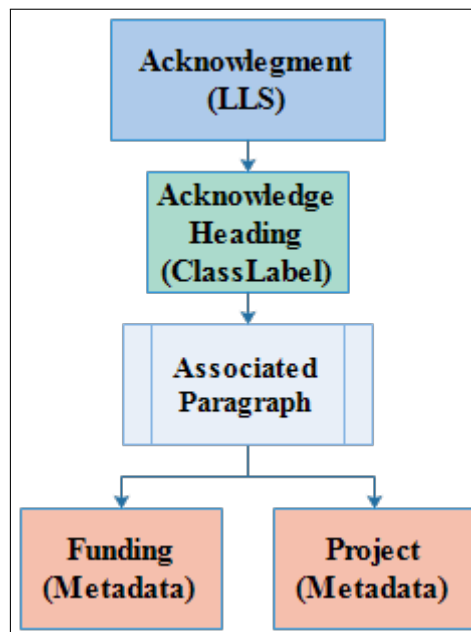 Acknowlegment
(LLS)
Acknowledge
Heading
(ClassLabel)
Associated
Paragraph
Funding
(Metadata)
Project
(Metadata)